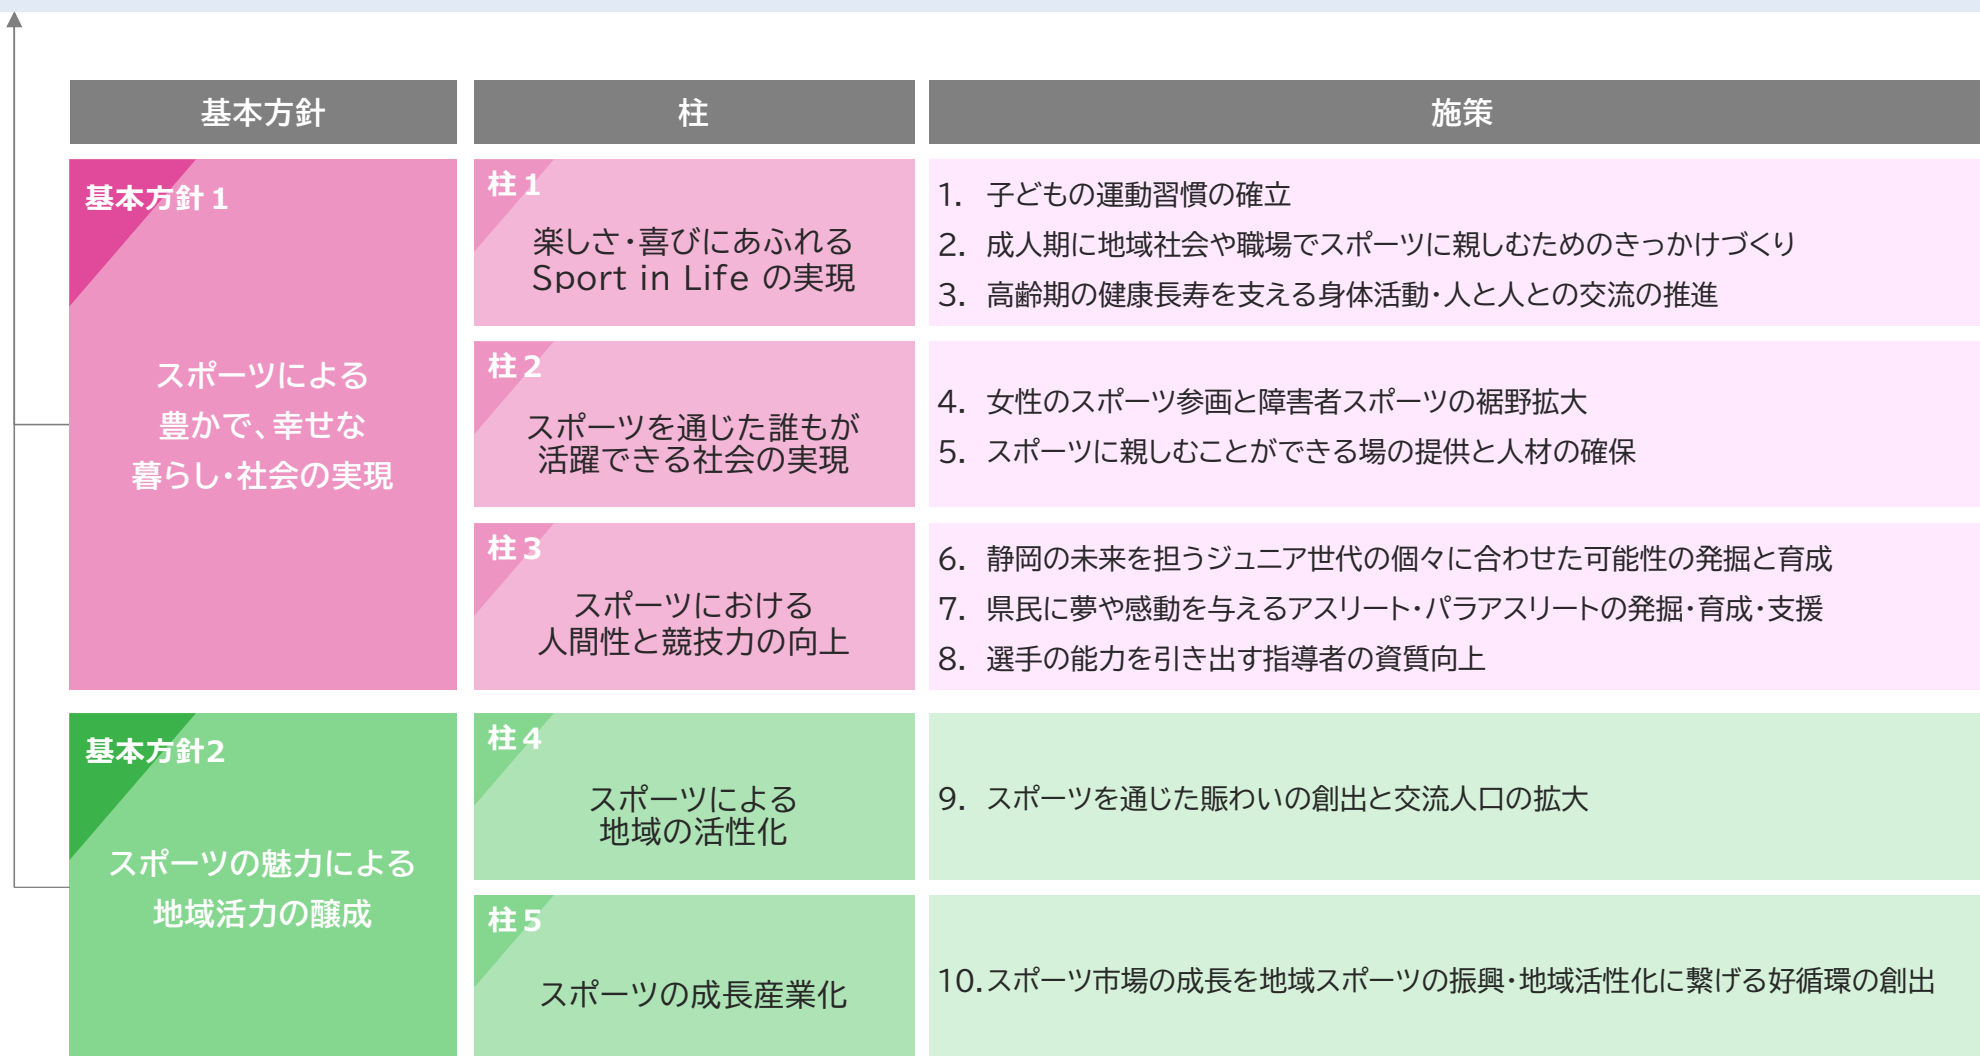 基本方針
柱
施策
基本方針1
スポーツによる
豊かで、幸せな
暮らし・社会の実現
柱1
楽しさ・喜びにあふれる
Sport in Life の実現
1. 子どもの運動習慣の確立
2. 成人期に地域社会や職場でスポーツに親しむためのきっかけづくり
3. 高齢期の健康長寿を支える身体活動・人と人との交流の推進
柱2
スポーツを通じた誰もが
活躍できる社会の実現
4. 女性のスポーツ参画と障害者スポーツの裾野拡大
5. スポーツに親しむことができる場の提供と人材の確保
柱3
スポーツにおける
人間性と競技力の向上
6. 静岡の未来を担うジュニア世代の個々に合わせた可能性の発掘と育成
7. 県民に夢や感動を与えるアスリート・パラアスリートの発掘・育成・支援
8. 選手の能力を引き出す指導者の資質向上
基本方針2
スポーツの魅力による
地域活力の醸成
柱4
スポーツによる
地域の活性化
9. スポーツを通じた賑わいの創出と交流人口の拡大
柱5
スポーツの成長産業化
10.スポーツ市場の成長を地域スポーツの振興・地域活性化に繋げる好循環の創出